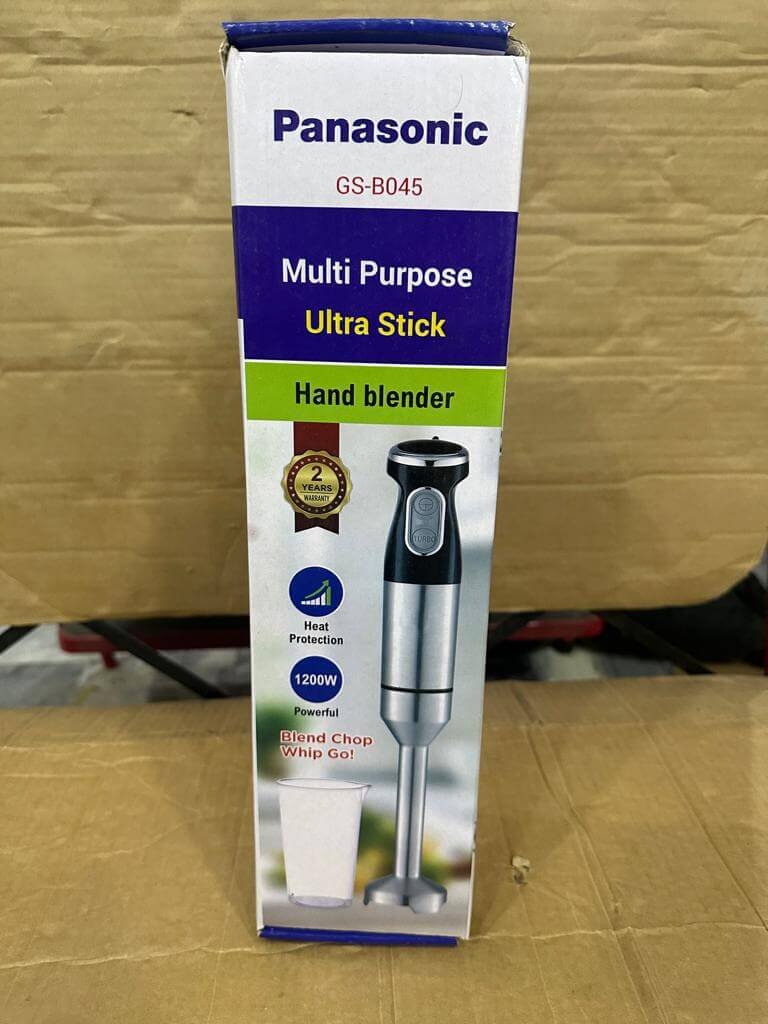 Panasonic
GS-B045
Multi Purpose
Ultra Stick
Hand blender
2
YEARS
WARRANTY
TURBO
Heat
Protection
1200W
Powerful
Blend Chop
Whip Go!